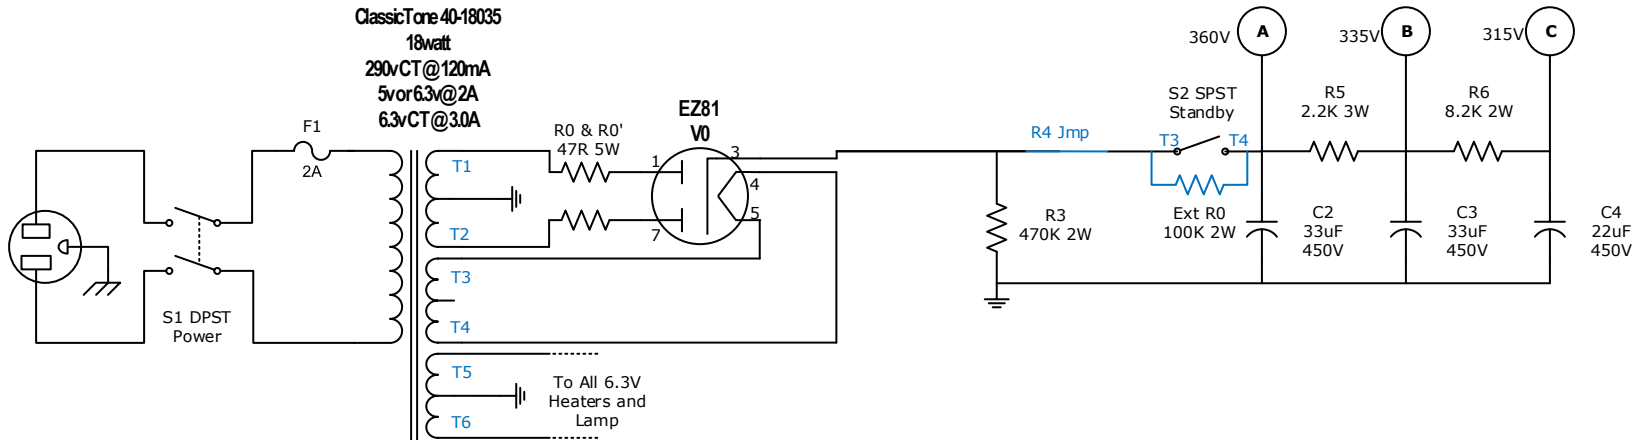 ClassicTone 40-18035
18watt
290vCT@120mA
5vor6.3v@2A
6.3vCT@3.0A
F1
2A
S1 DPST
Power
T1
T2
T3
T4
T5
T6
To All 6.3V
Heaters and
Lamp
R0 & R0'
47R 5W
EZ81
V0
1
3
4
5
7
R4 Jmp
R3
470K 2W
S2 SPST
Standby
T3
T4
Ext R0
100K 2W
360V
A
335V
B
315V
C
R5
2.2K 3W
R6
8.2K 2W
C2
33uF
450V
C3
33uF
450V
C4
22uF
450V